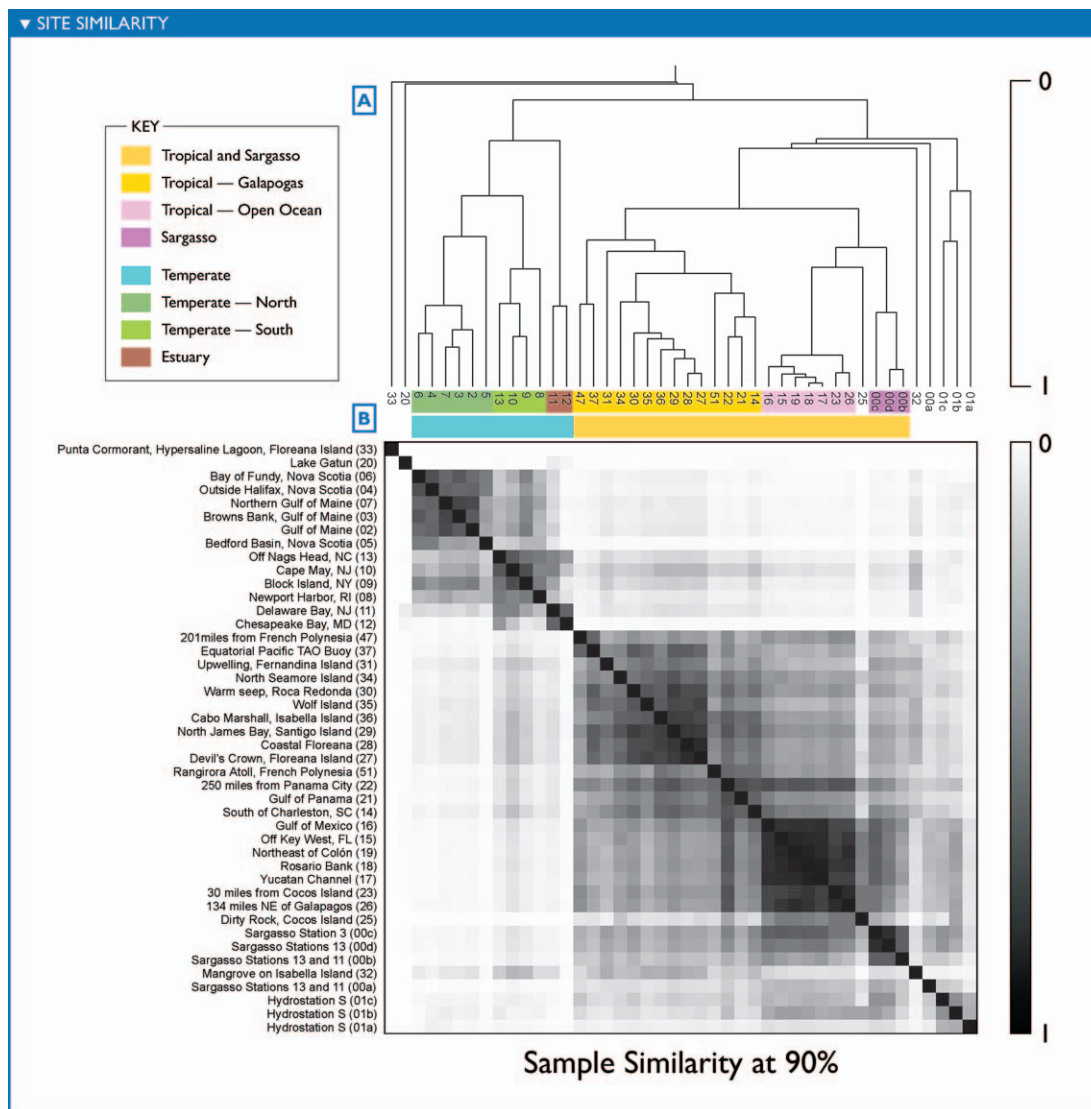 ▼ SITE SIMILARITY
A
0
KEY
Tropical and Sargasso
Tropical — Galapogas
Tropical — Open Ocean
Sargasso
Temperate
Temperate — North
Temperate — South
Estuary
1
33 20 6 4 7 3 2 5 13 10 9 8 11 12 47 37 31 34 30 35 36 29 28 27 51 22 21 14 16 15 19 18 17 23 26 25 00c 00d 00b 32 00a 01c 01b 01a
B
0
Punta Cormorant, Hypersaline Lagoon, Floreana Island (33)
Lake Gatun (20)
Bay of Fundy, Nova Scotia (06)
Outside Halifax, Nova Scotia (04)
Northern Gulf of Maine (07)
Browns Bank, Gulf of Maine (03)
Gulf of Maine (02)
Bedford Basin, Nova Scotia (05)
Off Nags Head, NC (13)
Cape May, NJ (10)
Block Island, NY (09)
Newport Harbor, RI (08)
Delaware Bay, NJ (11)
Chesapeake Bay, MD (12)
201miles from French Polynesia (47)
Equatorial Pacific TAO Buoy (37)
Upwelling, Fernandina Island (31)
North Seamore Island (34)
Warm seep, Roca Redonda (30)
Wolf Island (35)
Cabo Marshall, Isabella Island (36)
North James Bay, Santigo Island (29)
Coastal Floreana (28)
Devil's Crown, Floreana Island (27)
Rangirora Atoll, French Polynesia (51)
250 miles from Panama City (22)
Gulf of Panama (21)
South of Charleston, SC (14)
Gulf of Mexico (16)
Off Key West, FL (15)
Northeast of Colón (19)
Rosario Bank (18)
Yucatan Channel (17)
30 miles from Cocos Island (23)
134 miles NE of Galapagos (26)
Dirty Rock, Cocos Island (25)
Sargasso Station 3 (00c)
Sargasso Stations 13 (00d)
Sargasso Stations 13 and 11 (00b)
Mangrove on Isabella Island (32)
Sargasso Stations 13 and 11 (00a)
Hydrostation S (01c)
Hydrostation S (01b)
Hydrostation S (01a)
1
Sample Similarity at 90%